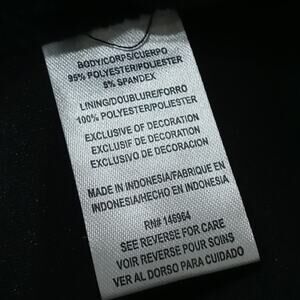 BODY/CORPS/CUERPO
95% POLYESTER/POLIESTER
5% SPANDEX
LINING/DOUBLURE/FORRO
100% POLYESTER/POLIESTER
EXCLUSIVE OF DECORATION
EXCLUSIF DE DECORATION
EXCLUSIVO DE DECORACION
MADE IN INDONESIA/FABRIQUE EN
INDONESIA/HECHO EN INDONESIA
RN# 146964
SEE REVERSE FOR CARE
VOIR REVERSE POUR SOINS
VER AL DORSO PARA CUIDADO